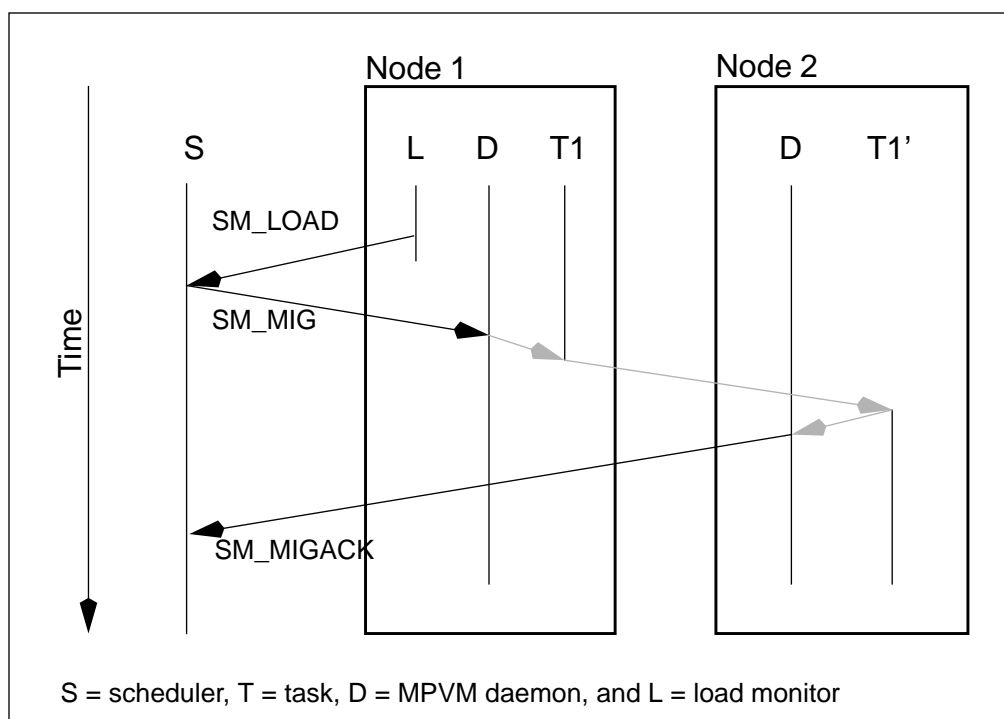 Node 1
Node 2
S
L
D
T1
D
T1’
SM_LOAD
SM_MIG
Time
SM_MIGACK
S = scheduler, T = task, D = MPVM daemon, and L = load monitor